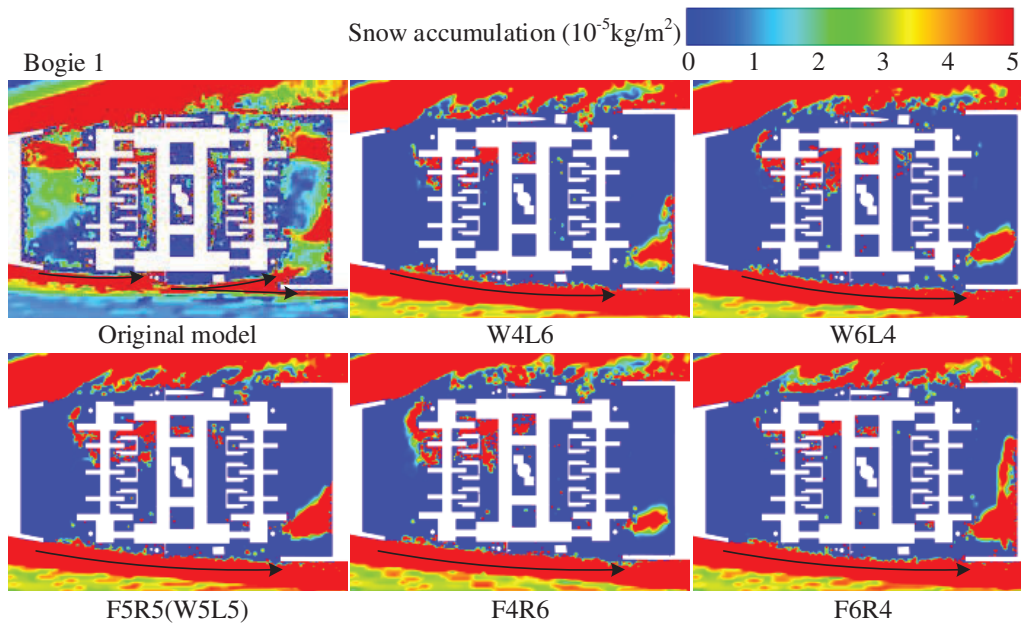 Snow accumulation (10⁻⁵kg/m²)
0 1 2 3 4 5
Bogie 1
Original model W4L6 W6L4
F5R5(W5L5) F4R6 F6R4